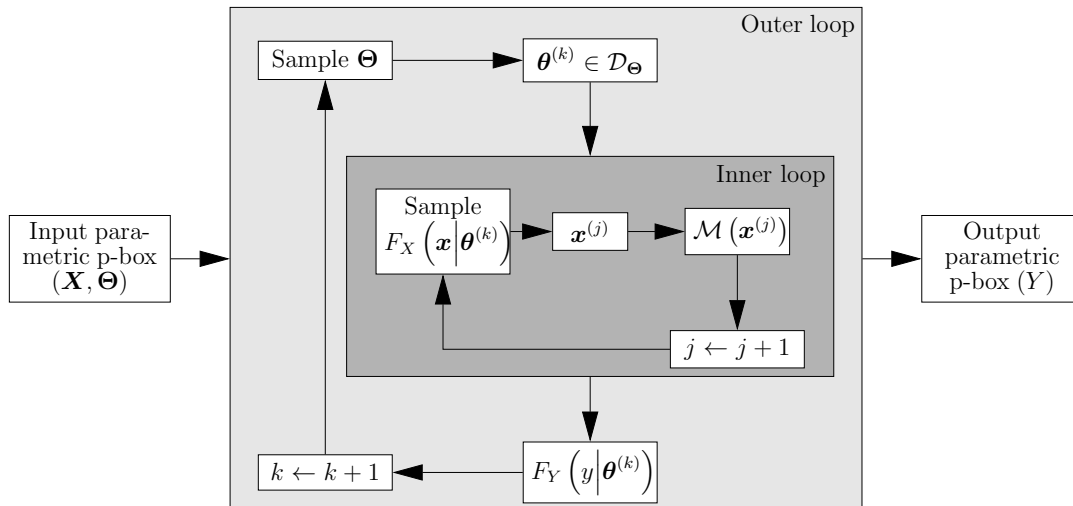 Outer loop
Sample Θ
θ^(k) ∈ D_Θ
Inner loop
Sample
F_X (x|θ^(k))
x^(j)
M (x^(j))
j ← j + 1
Input para-
metric p-box
(X, Θ)
Output
parametric
p-box (Y)
k ← k + 1
F_Y (y|θ^(k))